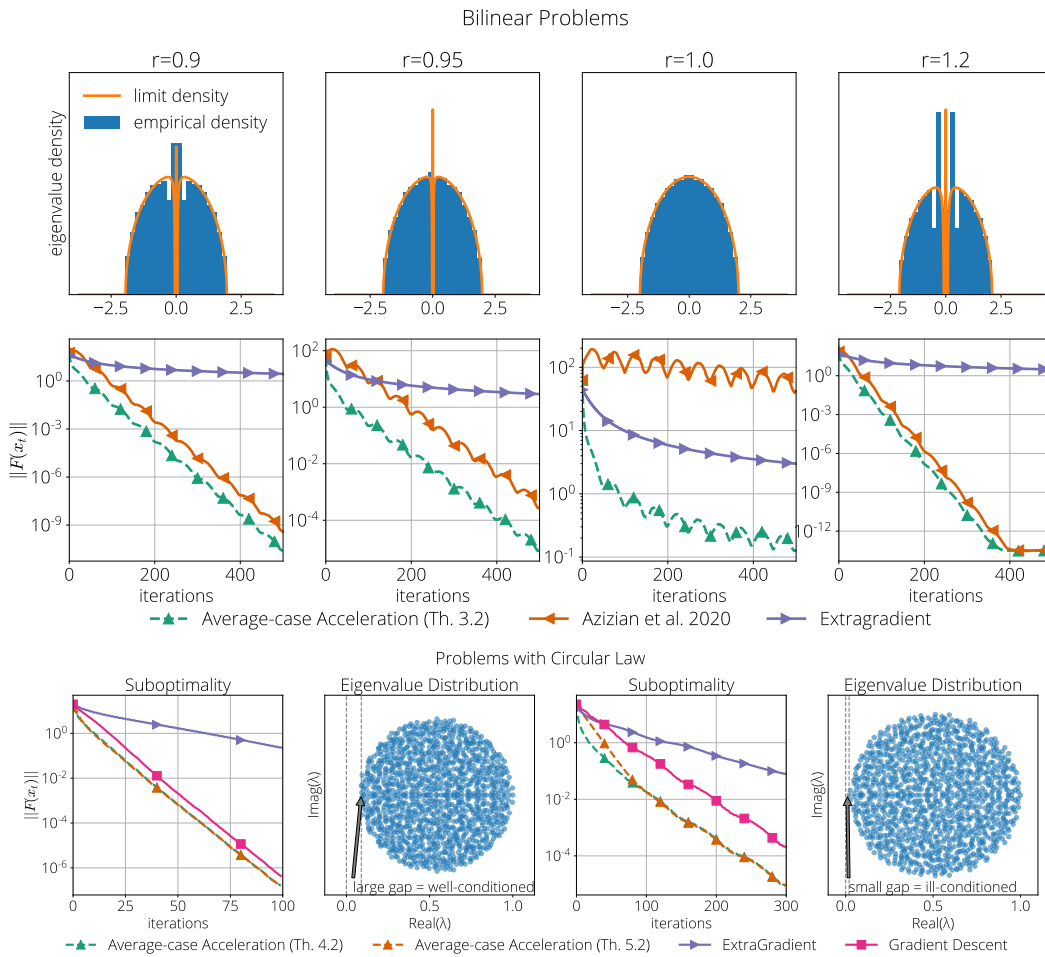 Bilinear Problems
r=0.9
r=0.95
r=1.0
r=1.2
eigenvalue density
limit density
empirical density
−2.5 0.0 2.5
−2.5 0.0 2.5
−2.5 0.0 2.5
−2.5 0.0 2.5
||F(x_t)||
10^0
10^−3
10^−6
10^−9
0 200 400
iterations
10^2
10^0
10^−2
10^−4
0 200 400
iterations
10^2
10^1
10^0
10^−1
0 200 400
iterations
10^0
10^−3
10^−6
10^−9
10^−12
0 200 400
iterations
Average-case Acceleration (Th. 3.2)
Azizian et al. 2020
Extragradient
Problems with Circular Law
Suboptimality
||F(x_t)||
10^0
10^−2
10^−4
10^−6
0 25 50 75 100
iterations
Eigenvalue Distribution
Imag(λ)
large gap = well-conditioned
0.0 0.5 1.0
Real(λ)
Suboptimality
10^0
10^−2
10^−4
0 100 200 300
iterations
Eigenvalue Distribution
Imag(λ)
small gap = ill-conditioned
0.0 0.5 1.0
Real(λ)
Average-case Acceleration (Th. 4.2)
Average-case Acceleration (Th. 5.2)
ExtraGradient
Gradient Descent